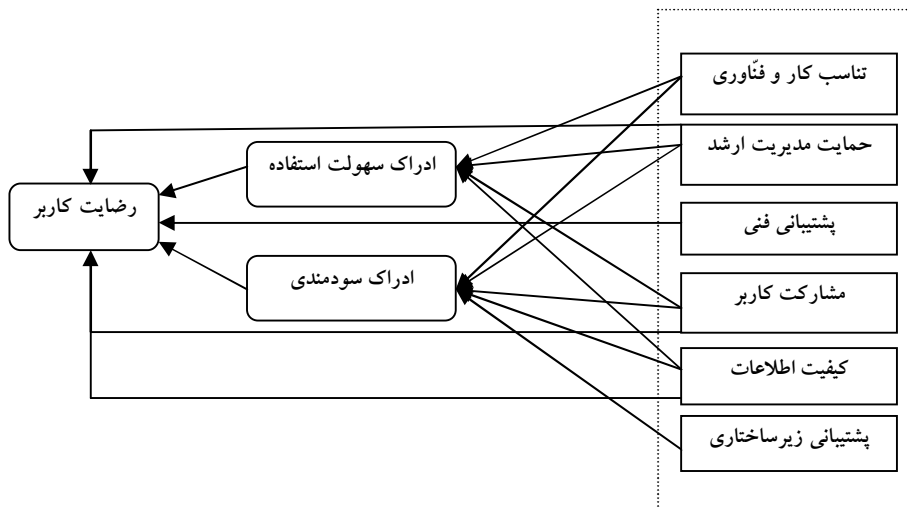 تناسب کار و فنّاوری
حمایت مدیریت ارشد
ادراک سهولت استفاده
رضایت کاربر
پشتیبانی فنی
ادراک سودمندی
مشارکت کاربر
کیفیت اطلاعات
پشتیبانی زیرساختاری